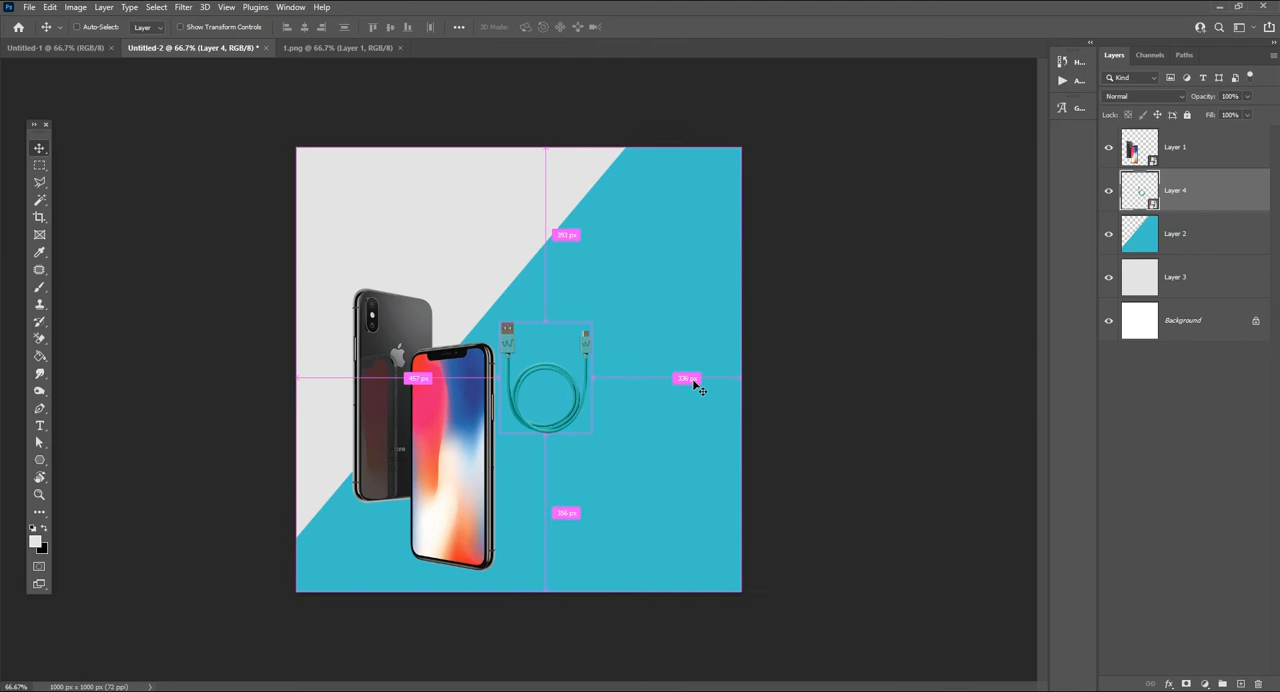 Ps File Edit Image Layer Type Select Filter 3D Plugins View Window Help
Auto-Select: Layer Show Transform Controls 3D Mode:
Untitled-1 @ 66.7% (RGB/8) × Untitled-2 @ 66.7% (Layer 4, RGB/8) * × 1.png @ 66.7% (Layer 1, RGB/8) ×
H...
A...
G...
Layers Channels Paths
Kind
Normal Opacity: 100%
Lock: Fill: 100%
Layer 1
Layer 4
Layer 2
Layer 3
Background
393 px
457 px
336 px
356 px
66.67% 1000 px x 1000 px (72 ppi)